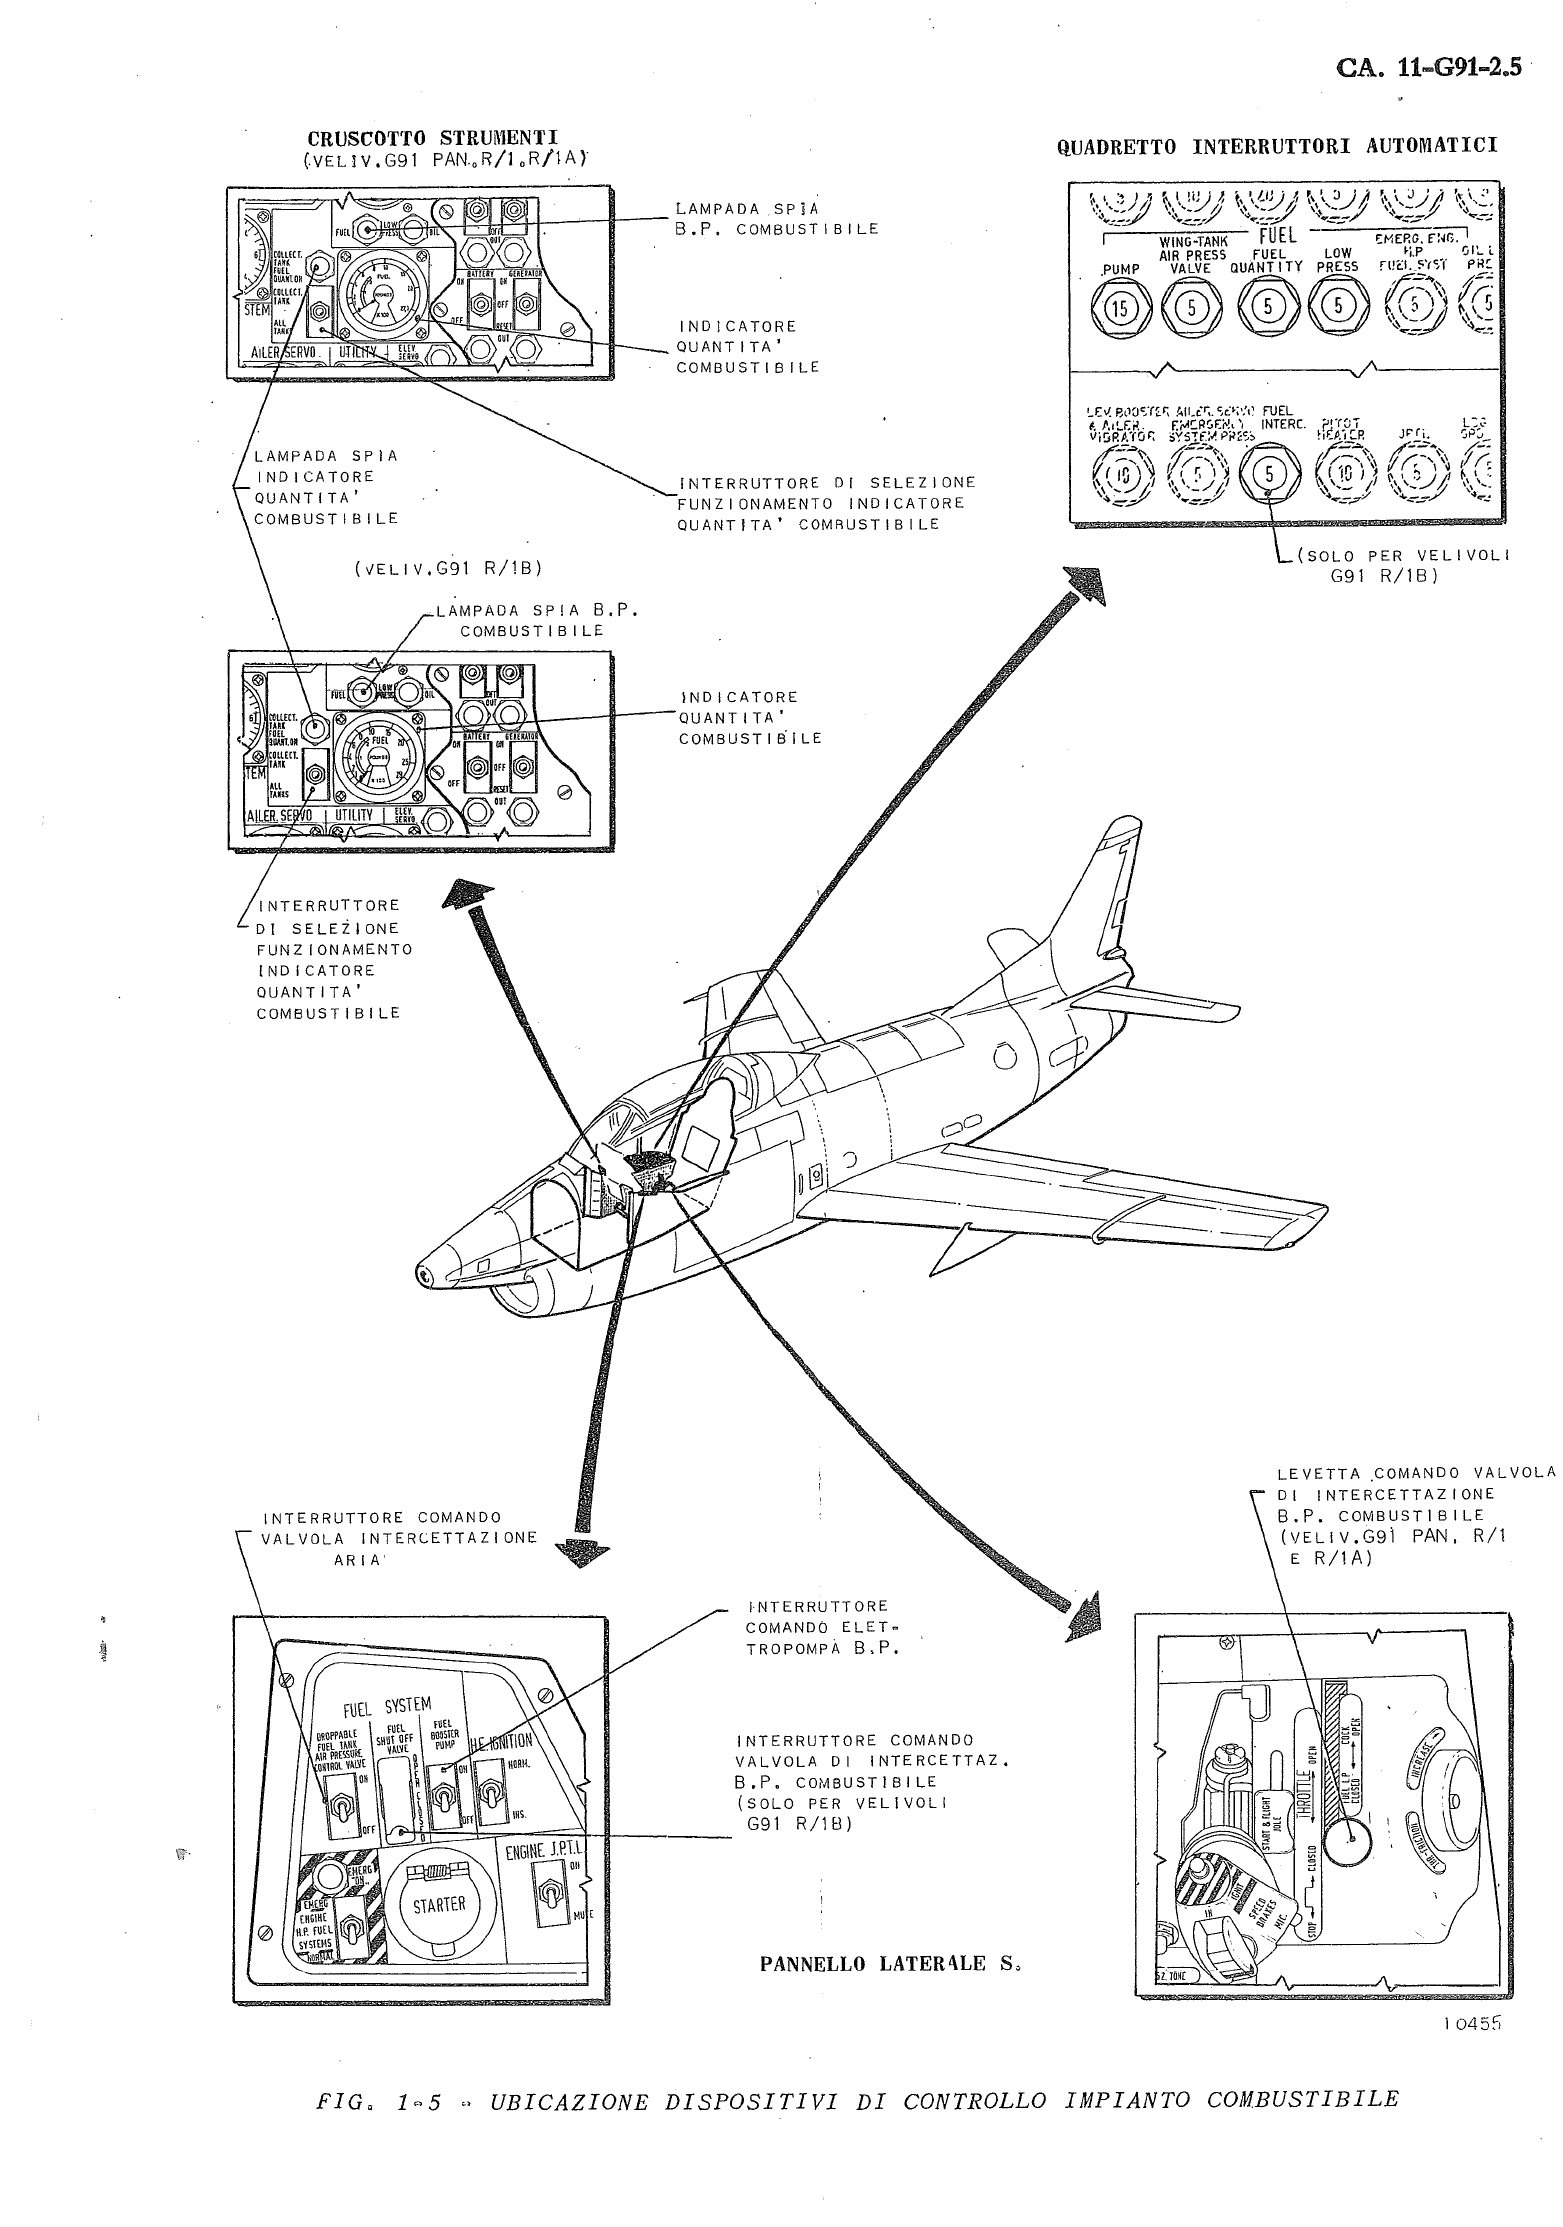 CA. 11-G91-2.5
CRUSCOTTO STRUMENTI
(VELIV.G91 PAN. R/1. R/1A)
LAMPADA SPIA
B.P. COMBUSTIBILE
FUEL
LOW
PRESS
OIL
COLLECT.
TANK
FUEL
QUANT.ON
COLLECT.
TANK
ALL
TANKS
STEM
FUEL
X 100
OUT
BATTERY
GENERATOR
ON
ON
OFF
OFF
RESET
OUT
AILER SERVO
UTILITY
ELEV.
SERVO
INDICATORE
QUANTITA'
COMBUSTIBILE
LAMPADA SPIA
INDICATORE
QUANTITA'
COMBUSTIBILE
INTERRUTTORE DI SELEZIONE
FUNZIONAMENTO INDICATORE
QUANTITA' COMBUSTIBILE
QUADRETTO INTERRUTTORI AUTOMATICI
FUEL
PUMP
WING-TANK
AIR PRESS
VALVE
FUEL
QUANTITY
LOW
PRESS
EMERG. ENG.
H.P
FUEL SYST
15
5
5
5
5
5
LEV. BOOSTER
& AILER.
VIBRATOR
AILER. SERVO
EMERGENCY
SYSTEM PRESS
FUEL
INTERC.
PITOT
HEATER
10
5
5
10
5
(SOLO PER VELIVOLI
G91 R/1B)
(VELIV.G91 R/1B)
LAMPADA SPIA B.P.
COMBUSTIBILE
FUEL
LOW
PRESS
OIL
COLLECT.
TANK
FUEL
QUANT.ON
COLLECT.
TANK
ALL
TANKS
TEM
FUEL
X 100
OUT
BATTERY
GENERATOR
ON
ON
OFF
OFF
RESET
OUT
AILER. SERVO
UTILITY
ELEV.
SERVO
INDICATORE
QUANTITA'
COMBUSTIBILE
INTERRUTTORE
DI SELEZIONE
FUNZIONAMENTO
INDICATORE
QUANTITA'
COMBUSTIBILE
INTERRUTTORE COMANDO
VALVOLA INTERCETTAZIONE
ARIA
FUEL SYSTEM
DROPPABLE
FUEL TANK
AIR PRESSURE
CONTROL VALVE
FUEL
SHUT OFF
VALVE
FUEL
BOOSTER
PUMP
H.E. IGNITION
ON
OFF
OPEN CLOSED
ON
OFF
NORM.
INS.
EMERG
ON
EMERG
ENGINE
H.P. FUEL
SYSTEMS
NORMAL
STARTER
ENGINE J.P.T.L.
ON
MUTE
INTERRUTTORE
COMANDO ELET-
TROPOMPA B.P.
INTERRUTTORE COMANDO
VALVOLA DI INTERCETTAZ.
B.P. COMBUSTIBILE
(SOLO PER VELIVOLI
G91 R/1B)
PANNELLO LATERALE S.
LEVETTA COMANDO VALVOLA
DI INTERCETTAZIONE
B.P. COMBUSTIBILE
(VELIV.G91 PAN, R/1
E R/1A)
THROTTLE
OPEN
CLOSED
STOP
START & FLIGHT
IDLE
FUEL L.P COCK
CLOSED OPEN
INCREASE
THR-FRICTION
IGNIT
IN
SPEED
BRAKES
MIC.
S.Z. TONE
10455
FIG. 1-5 - UBICAZIONE DISPOSITIVI DI CONTROLLO IMPIANTO COMBUSTIBILE